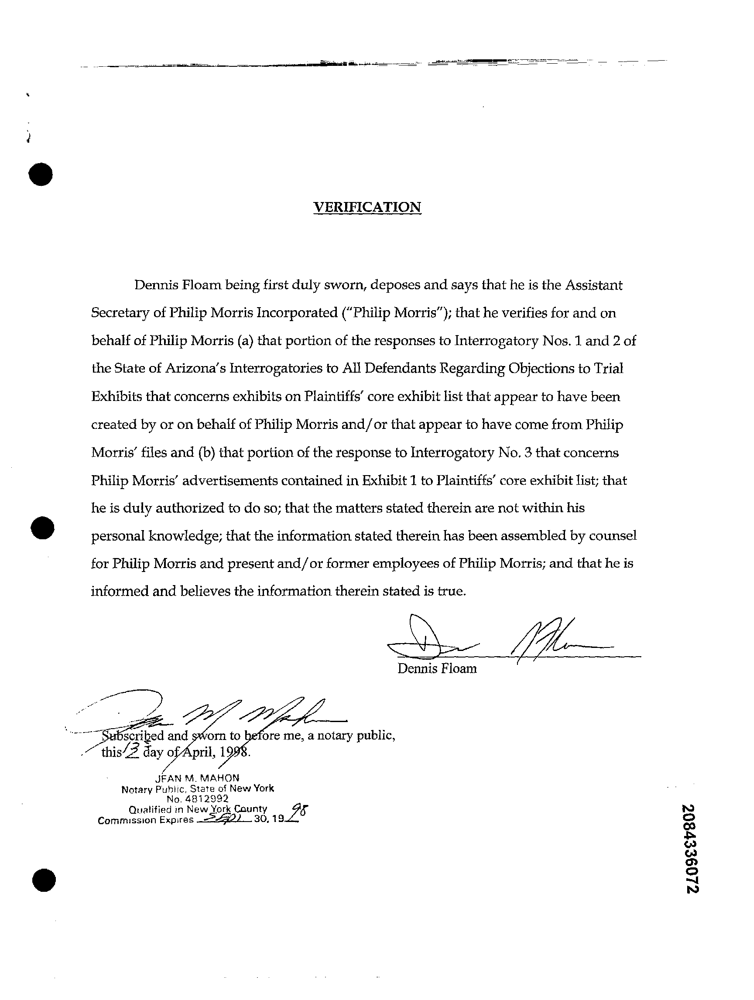 VERIFICATION
Dennis Floam being first duly sworn, deposes and says that he is the Assistant
Secretary of Philip Morris Incorporated ("Philip Morris"); that he verifies for and on
behalf of Philip Morris (a) that portion of the responses to Interrogatory Nos. 1 and 2 of
the State of Arizona's Interrogatories to All Defendants Regarding Objections to Trial
Exhibits that concerns exhibits on Plaintiffs' core exhibit list that appear to have been
created by or on behalf of Philip Morris and/or that appear to have come from Philip
Morris' files and (b) that portion of the response to Interrogatory No. 3 that concerns
Philip Morris' advertisements contained in Exhibit 1 to Plaintiffs' core exhibit list; that
he is duly authorized to do so; that the matters stated therein are not within his
personal knowledge; that the information stated therein has been assembled by counsel
for Philip Morris and present and/or former employees of Philip Morris; and that he is
informed and believes the information therein stated is true.
Dennis Floam
Subscribed and sworn to before me, a notary public,
this 13 day of April, 1998.
JEAN M. MAHON
Notary Public, State of New York
No. 4812992
Qualified in New York County
Commission Expires Sept 30, 19 98
2084336072